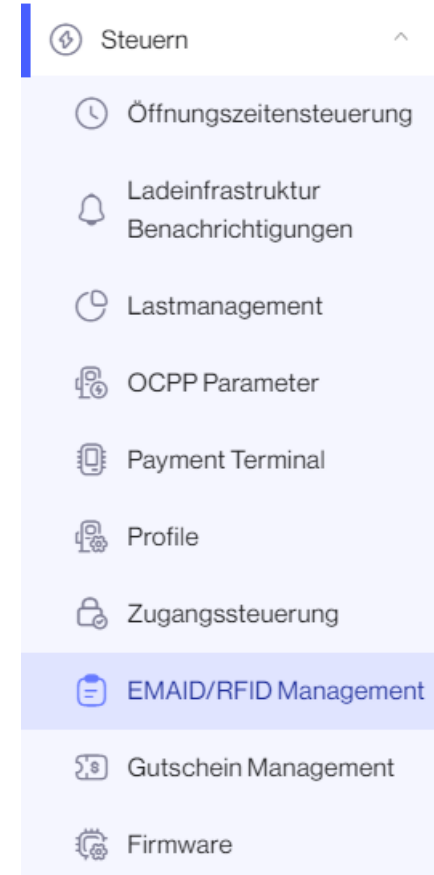 Steuern
Öffnungszeitensteuerung
Ladeinfrastruktur
Benachrichtigungen
Lastmanagement
OCPP Parameter
Payment Terminal
Profile
Zugangssteuerung
EMAID/RFID Management
Gutschein Management
Firmware